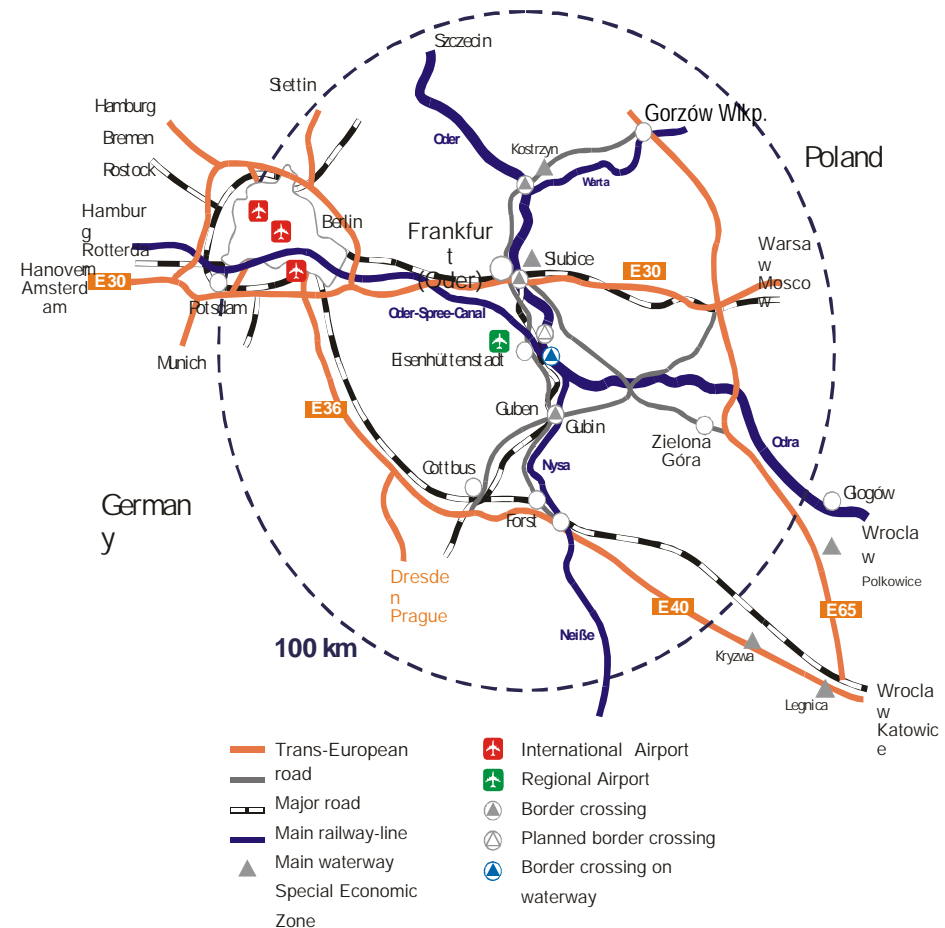 Szczecin
Stettin
Hamburg
Gorzów Wlkp.
Bremen
Oder
Kostrzyn
Poland
Rostock
Warta
Hambur
g
Rotterda
m
Berlin
Frankfur
t
(Oder)
Slubice
Warsa
w
Mosco
w
Hanover
Amsterd
am
E30
E30
Potsdam
Oder-Spree-Canal
Munich
Eisenhüttenstadt
E36
Guben
Gubin
Zielona
Góra
Odra
Cottbus
Nysa
Glogów
German
y
Forst
Wrocla
w
Polkowice
Dresde
n
Prague
E40
E65
Neiße
100 km
Kryzwa
Legnica
Wrocla
w
Katowic
e
Trans-European
road
Major road
Main railway-line
Main waterway
Special Economic
Zone
International Airport
Regional Airport
Border crossing
Planned border crossing
Border crossing on
waterway